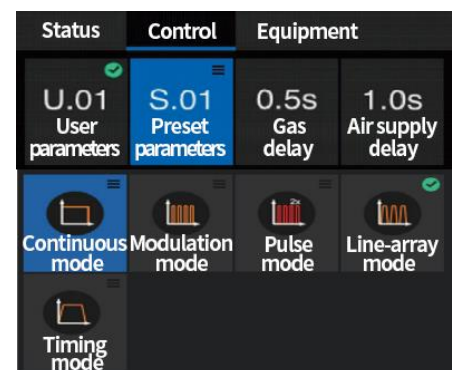 Status Control Equipment
U.01 S.01 0.5s 1.0s
User Preset Gas Air supply
parameters parameters delay delay
2x
Continuous Modulation Pulse Line-array
mode mode mode mode
Timing
mode